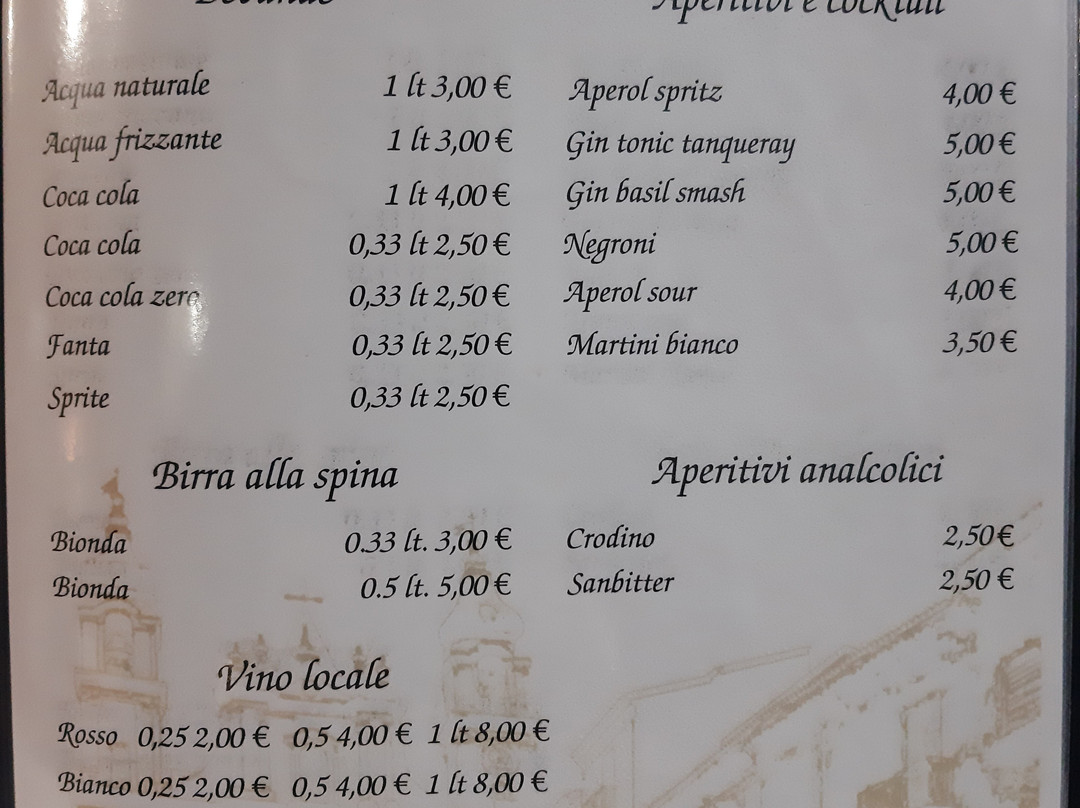 Bevande
Acqua naturale 1 lt 3,00 €
Acqua frizzante 1 lt 3,00 €
Coca cola 1 lt 4,00 €
Coca cola 0,33 lt 2,50 €
Coca cola zero 0,33 lt 2,50 €
Fanta 0,33 lt 2,50 €
Sprite 0,33 lt 2,50 €
Birra alla spina
Bionda 0.33 lt. 3,00 €
Bionda 0.5 lt. 5,00 €
Vino locale
Rosso 0,25 2,00 € 0,5 4,00 € 1 lt 8,00 €
Bianco 0,25 2,00 € 0,5 4,00 € 1 lt 8,00 €
Aperitivi e cocktail
Aperol spritz 4,00 €
Gin tonic tanqueray 5,00 €
Gin basil smash 5,00 €
Negroni 5,00 €
Aperol sour 4,00 €
Martini bianco 3,50 €
Aperitivi analcolici
Crodino 2,50€
Sanbitter 2,50 €